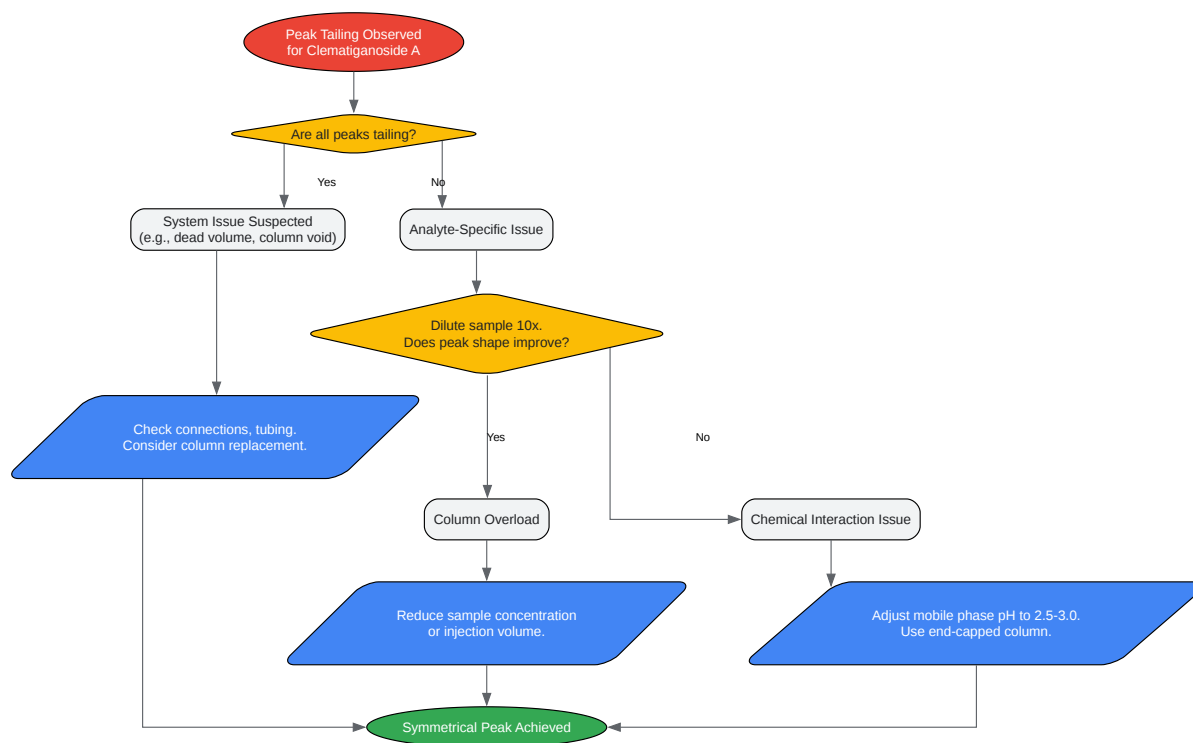 Peak Tailing Observed
for Clematiganoside A
Are all peaks tailing?
Yes
No
System Issue Suspected
(e.g., dead volume, column void)
Analyte-Specific Issue
Dilute sample 10x.
Does peak shape improve?
Check connections, tubing.
Consider column replacement.
Yes
No
Column Overload
Chemical Interaction Issue
Reduce sample concentration
or injection volume.
Adjust mobile phase pH to 2.5-3.0.
Use end-capped column.
Symmetrical Peak Achieved